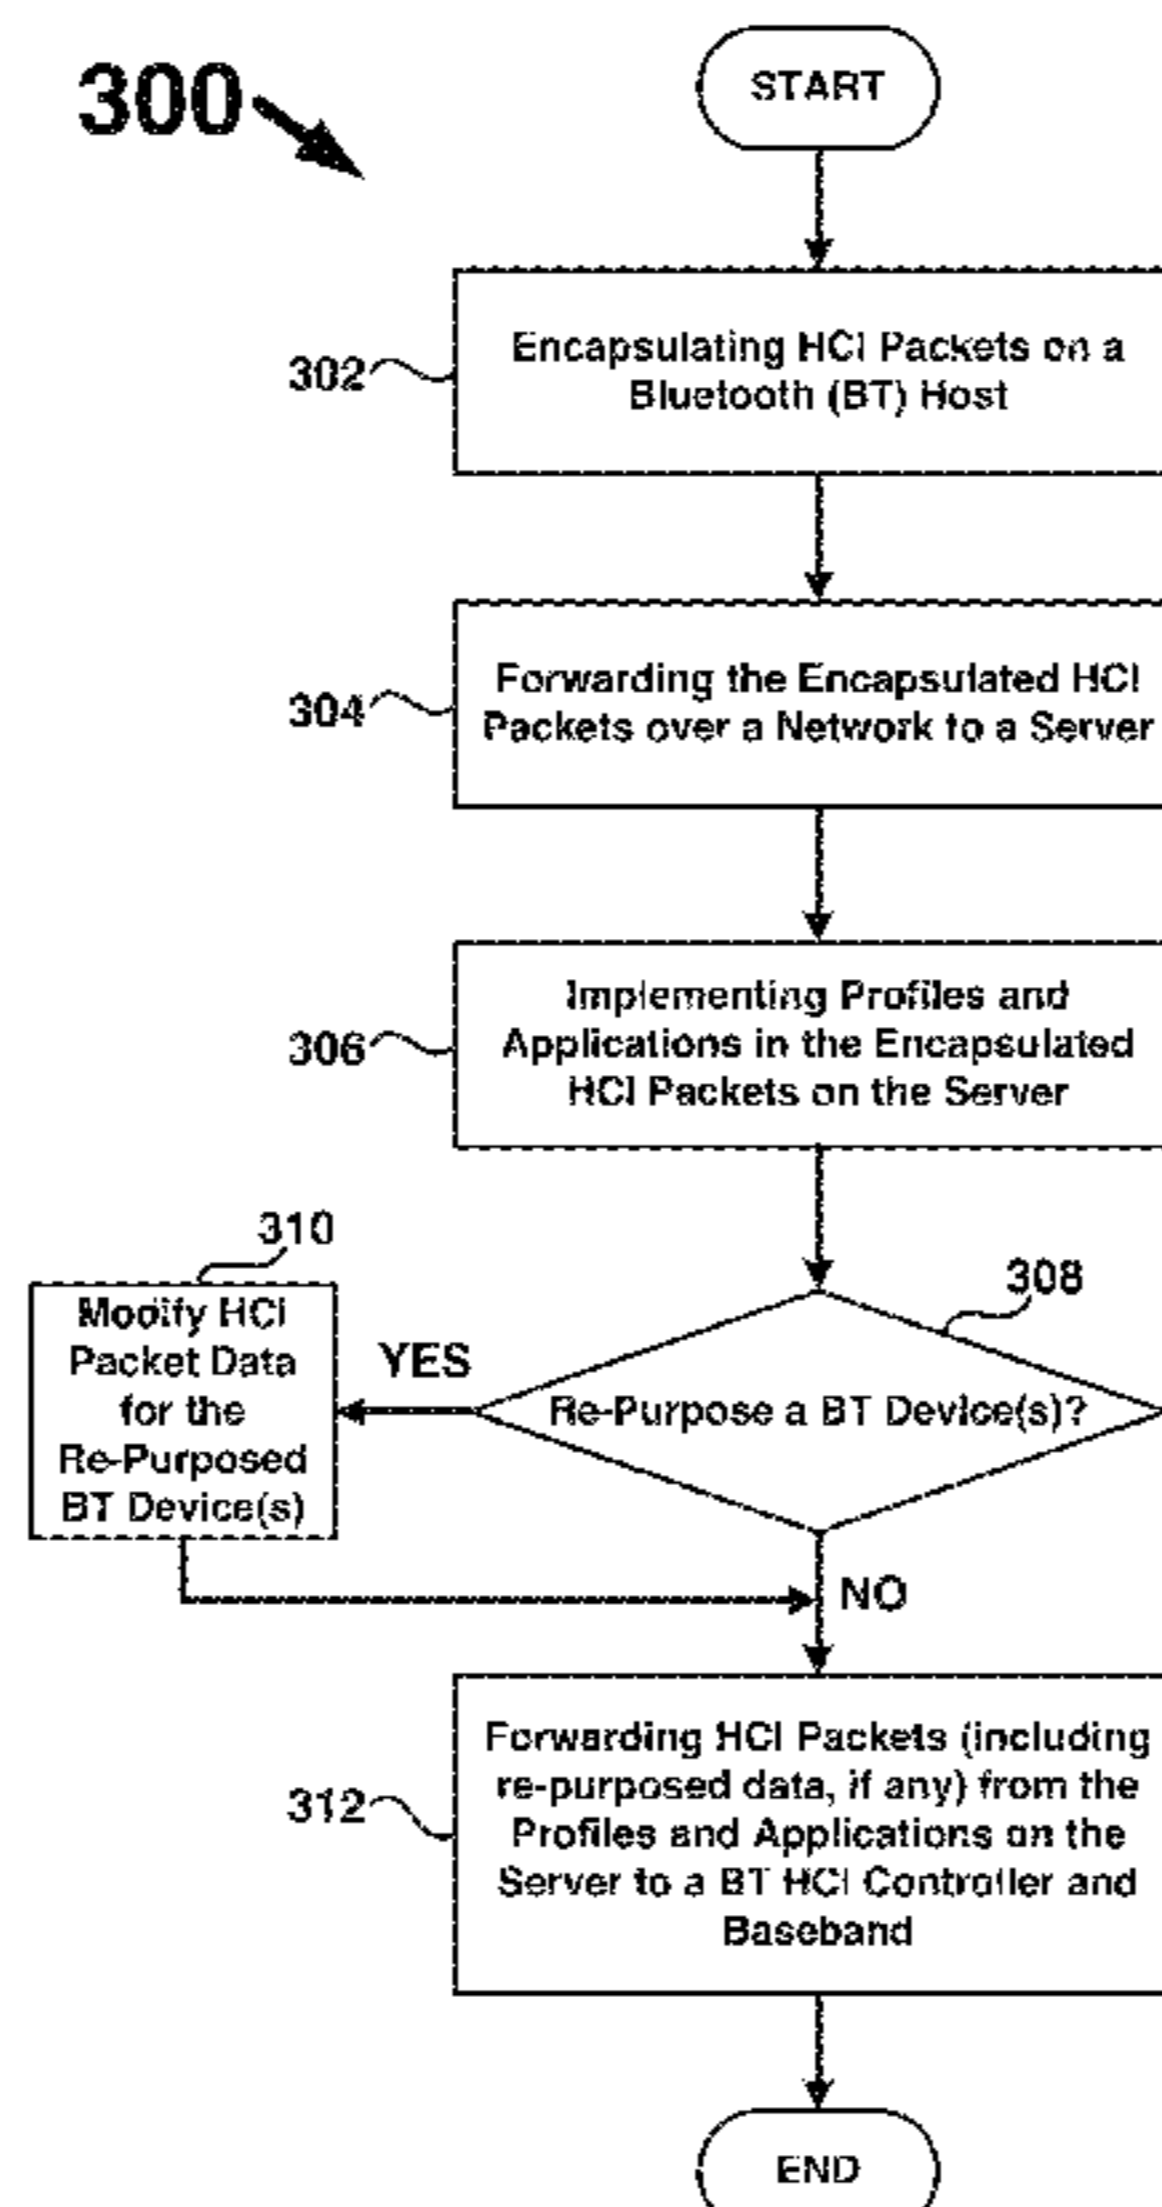 300
START
302
Encapsulating HCI Packets on a
Bluetooth (BT) Host
304
Forwarding the Encapsulated HCI
Packets over a Network to a Server
306
Implementing Profiles and
Applications in the Encapsulated
HCI Packets on the Server
310
308
Modify HCI
Packet Data
for the
Re-Purposed
BT Device(s)
YES
Re-Purpose a BT Device(s)?
NO
312
Forwarding HCI Packets (including
re-purposed data, if any) from the
Profiles and Applications on the
Server to a BT HCI Controller and
Baseband
END